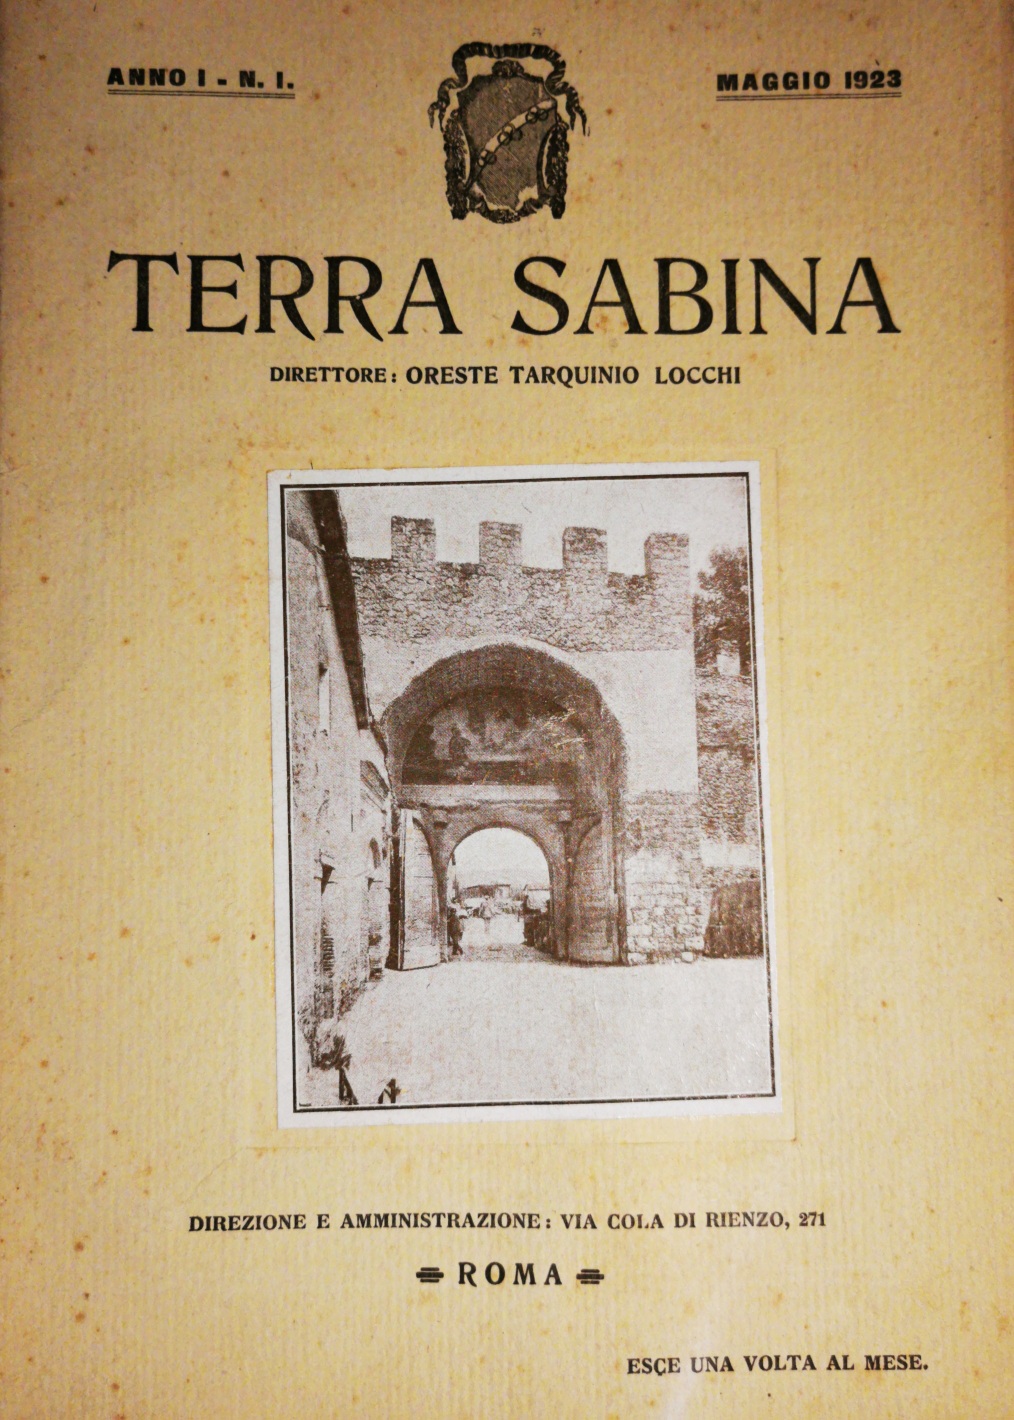 ANNO I - N. I.
MAGGIO 1923
TERRA SABINA
DIRETTORE: ORESTE TARQUINIO LOCCHI
DIREZIONE E AMMINISTRAZIONE: VIA COLA DI RIENZO, 271
ROMA
ESCE UNA VOLTA AL MESE.